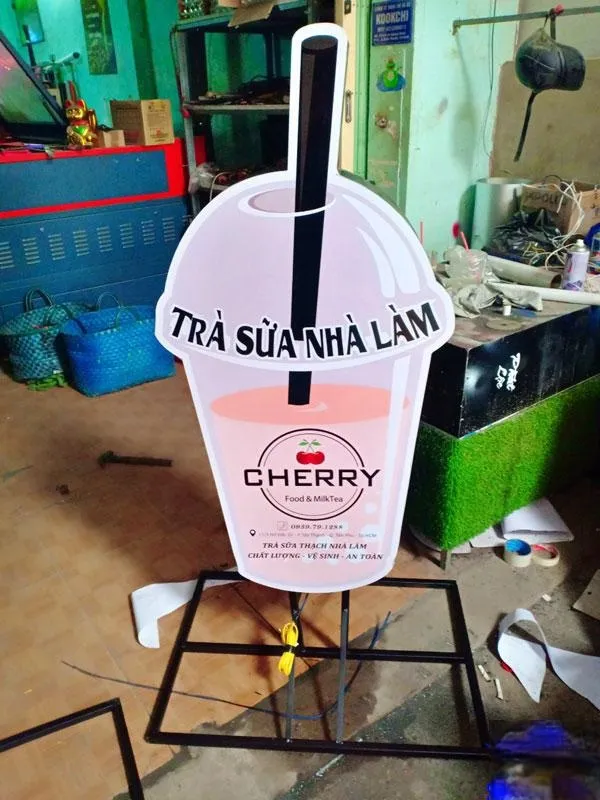 KOOKCHI
TRÀ SỮA NHÀ LÀM
CHERRY
Food & MilkTea
0939.79.1288
TRÀ SỮA THẠCH NHÀ LÀM
CHẤT LƯỢNG - VỆ SINH - AN TOÀN